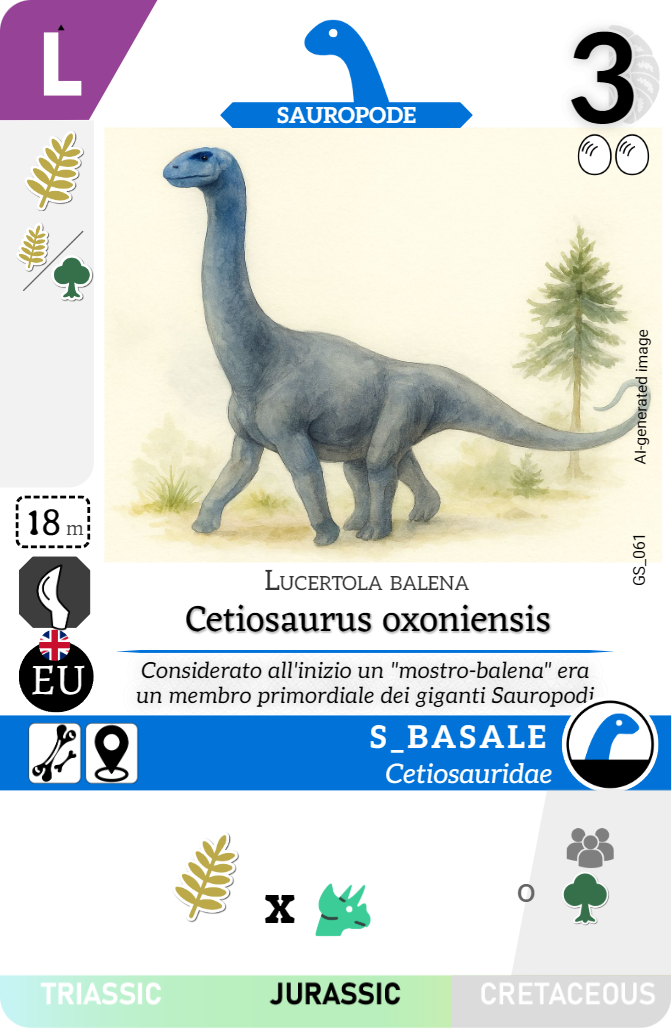 L
SAUROPODE
3
AI-generated image
GS_061
18 m
EU
Lucertola balena
Cetiosaurus oxoniensis
Considerato all'inizio un "mostro-balena" era
un membro primordiale dei giganti Sauropodi
S_BASALE
Cetiosauridae
x
o
TRIASSIC JURASSIC CRETACEOUS